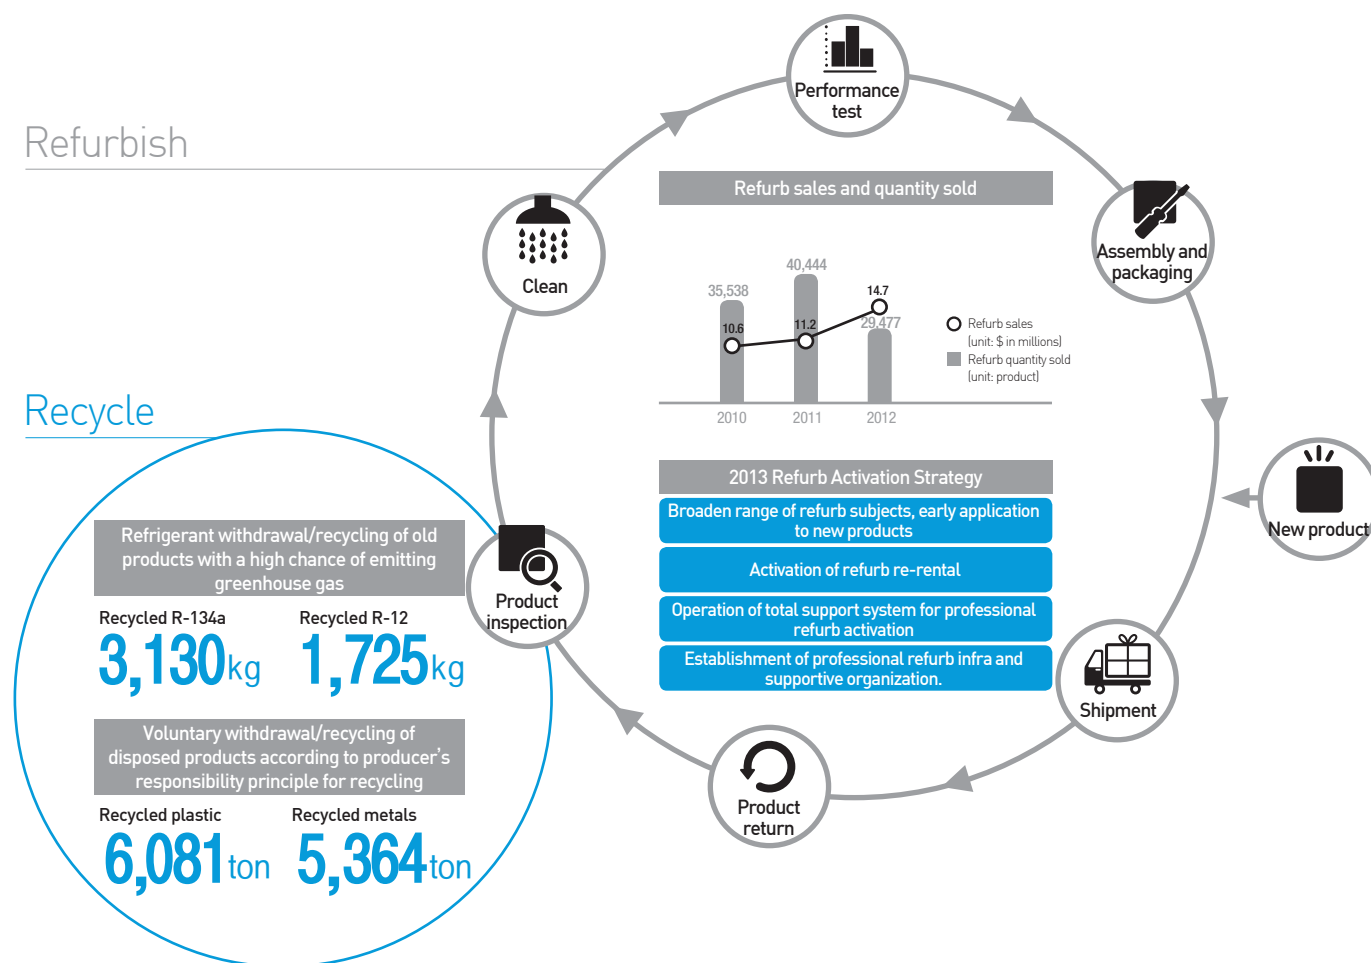 Performance
test
Refurbish
Refurb sales and quantity sold
Clean
Assembly and
packaging
40,444
35,538
14.7
10.6
11.2
29,477
Refurb sales
(unit: $ in millions)
Refurb quantity sold
(unit: product)
2010
2011
2012
Recycle
2013 Refurb Activation Strategy
Broaden range of refurb subjects, early application
to new products
Activation of refurb re-rental
Operation of total support system for professional
refurb activation
Establishment of professional refurb infra and
supportive organization.
New product
Refrigerant withdrawal/recycling of old
products with a high chance of emitting
greenhouse gas
Recycled R-134a
3,130kg
Recycled R-12
1,725kg
Product
inspection
Voluntary withdrawal/recycling of
disposed products according to producer's
responsibility principle for recycling
Recycled plastic
6,081ton
Recycled metals
5,364ton
Shipment
Product
return